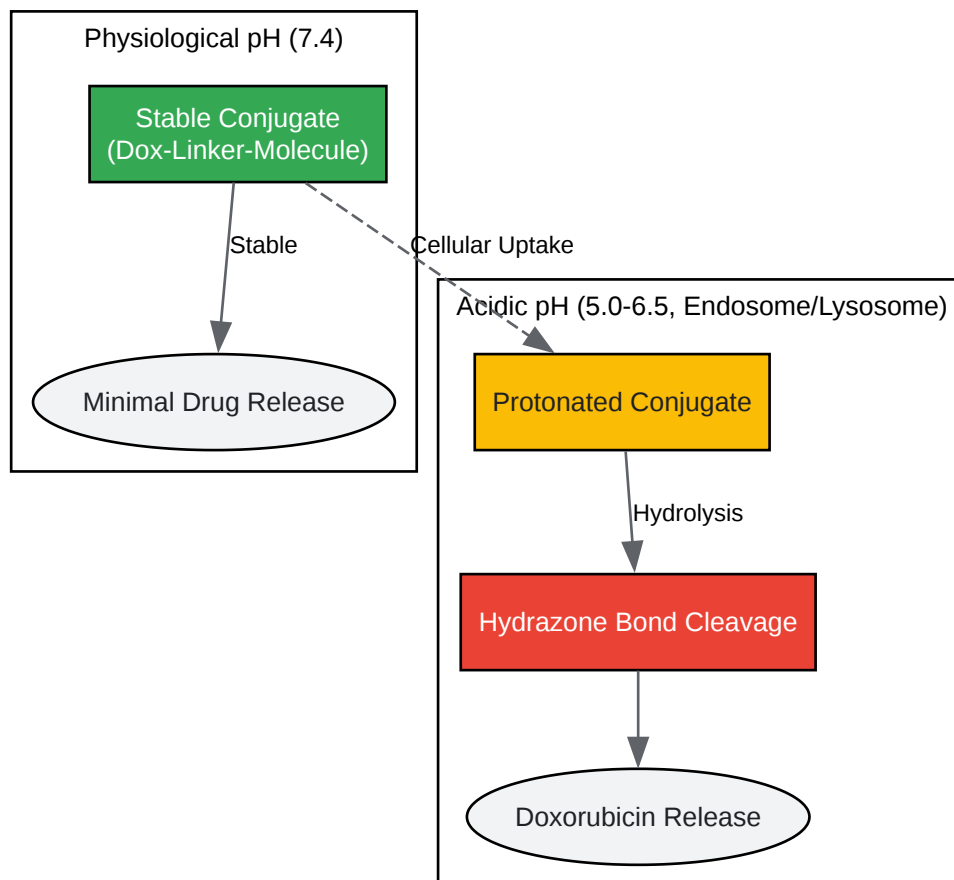 Physiological pH (7.4)
Stable Conjugate
(Dox-Linker-Molecule)
Stable
Cellular Uptake
Minimal Drug Release
Acidic pH (5.0-6.5, Endosome/Lysosome)
Protonated Conjugate
Hydrolysis
Hydrazone Bond Cleavage
Doxorubicin Release